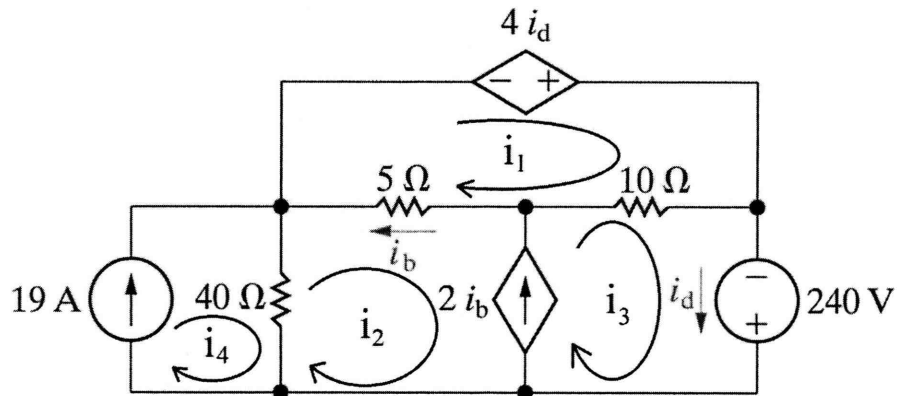 4 i_d
− +
i_1
5 Ω
10 Ω
i_b
19 A
40 Ω
i_4
i_2
2 i_b
i_3
i_d
−
+
240 V